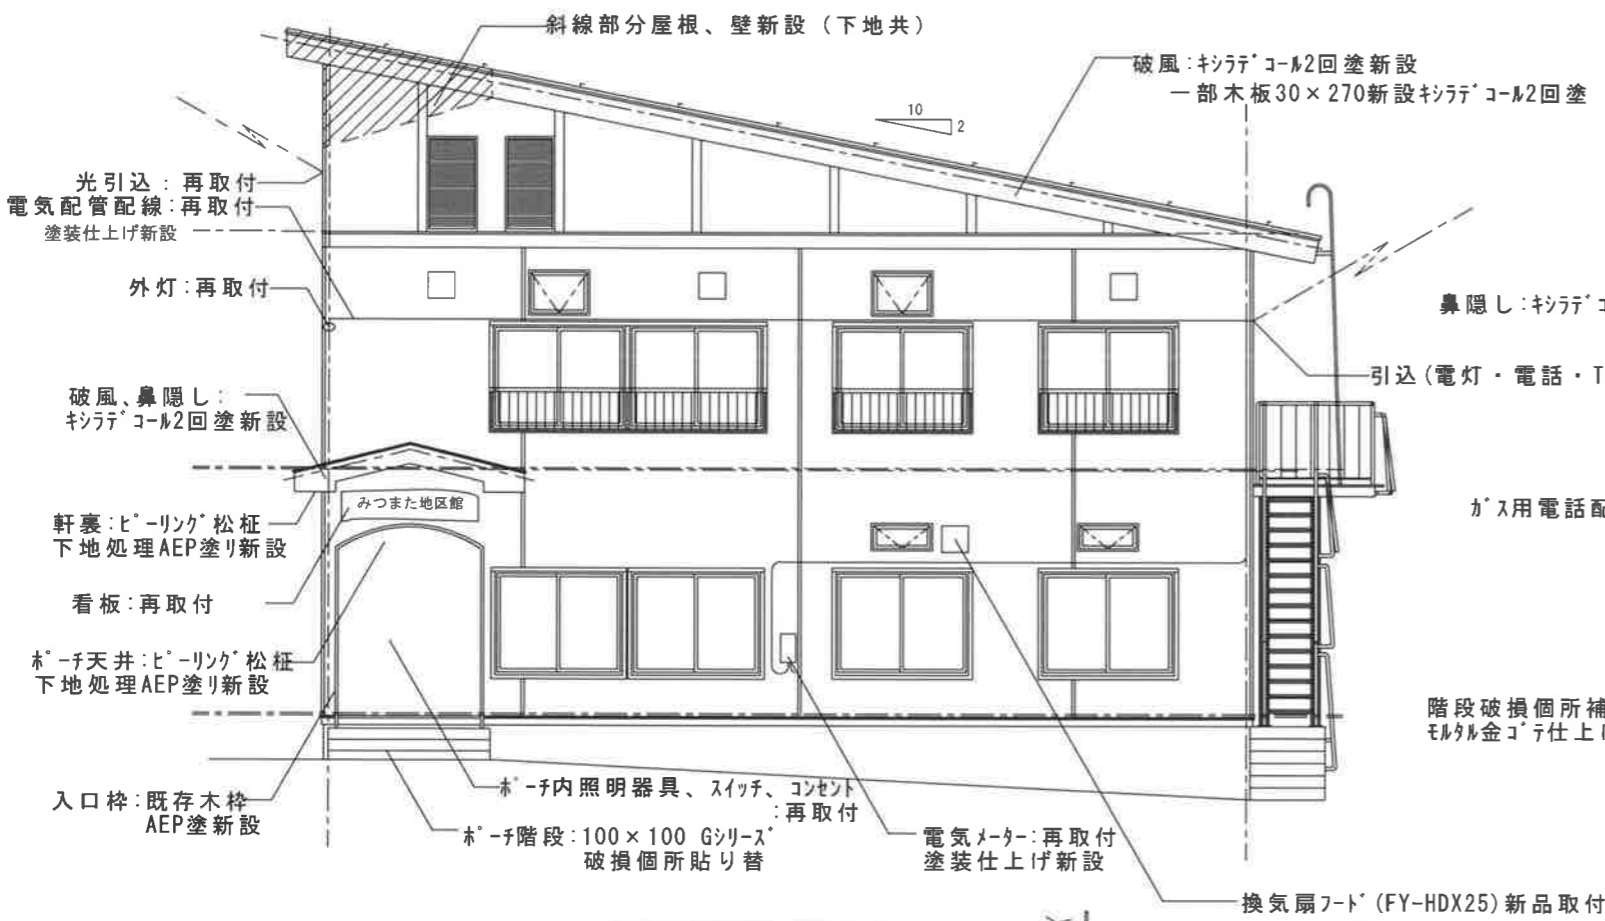 斜線部分屋根、壁新設（下地共）
破風:ｷｼﾗﾃﾞｺｰﾙ2回塗新設
一部木板30×270新設ｷｼﾗﾃﾞｺｰﾙ2回塗
10
2
光引込：再取付
電気配管配線:再取付
塗装仕上げ新設
外灯:再取付
鼻隠し:ｷｼﾗﾃﾞｺ
引込(電灯・電話・T
破風、鼻隠し:
ｷｼﾗﾃﾞｺｰﾙ2回塗新設
みつまた地区館
軒裏:ﾋﾟｰﾘﾝｸﾞ松柾
下地処理AEP塗り新設
ｶﾞｽ用電話配
看板:再取付
ﾎﾟｰﾁ天井:ﾋﾟｰﾘﾝｸﾞ松柾
下地処理AEP塗り新設
階段破損個所補
ﾓﾙﾀﾙ金ｺﾞﾃ仕上げ
入口枠:既存木枠
AEP塗新設
ﾎﾟｰﾁ内照明器具、ｽｲｯﾁ、ｺﾝｾﾝﾄ
:再取付
ﾎﾟｰﾁ階段:100×100 Gｼﾘｰｽﾞ
破損個所貼り替
電気ﾒｰﾀｰ:再取付
塗装仕上げ新設
換気扇ﾌｰﾄﾞ(FY-HDX25)新品取付